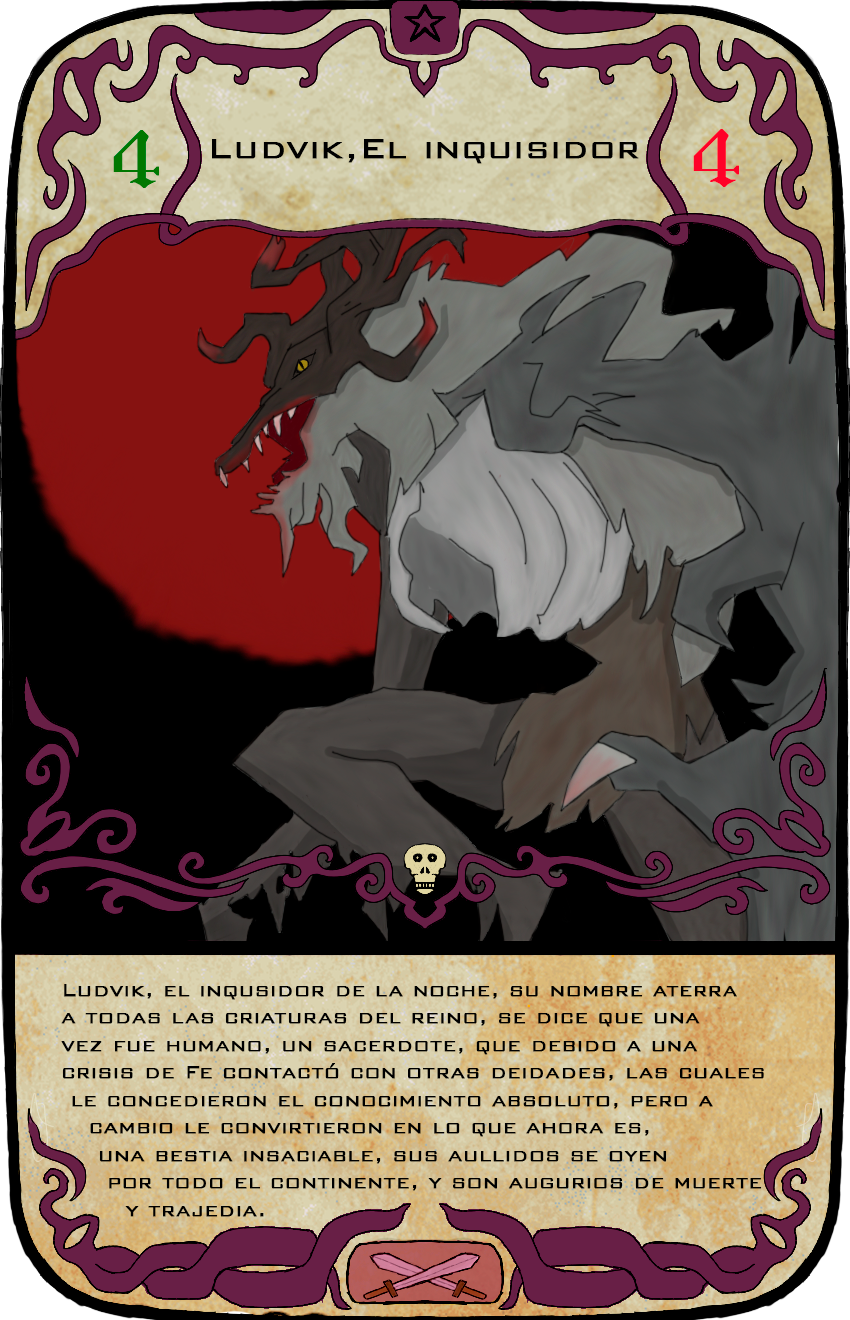 4
Ludvik,El inquisidor
4
Ludvik, el inqusidor de la noche, su nombre aterra
a todas las criaturas del reino, se dice que una
vez fue humano, un sacerdote, que debido a una
crisis de Fe contactó con otras deidades, las cuales
le concedieron el conocimiento absoluto, pero a
cambio le convirtieron en lo que ahora es,
una bestia insaciable, sus aullidos se oyen
por todo el continente, y son augurios de muerte
y trajedia.